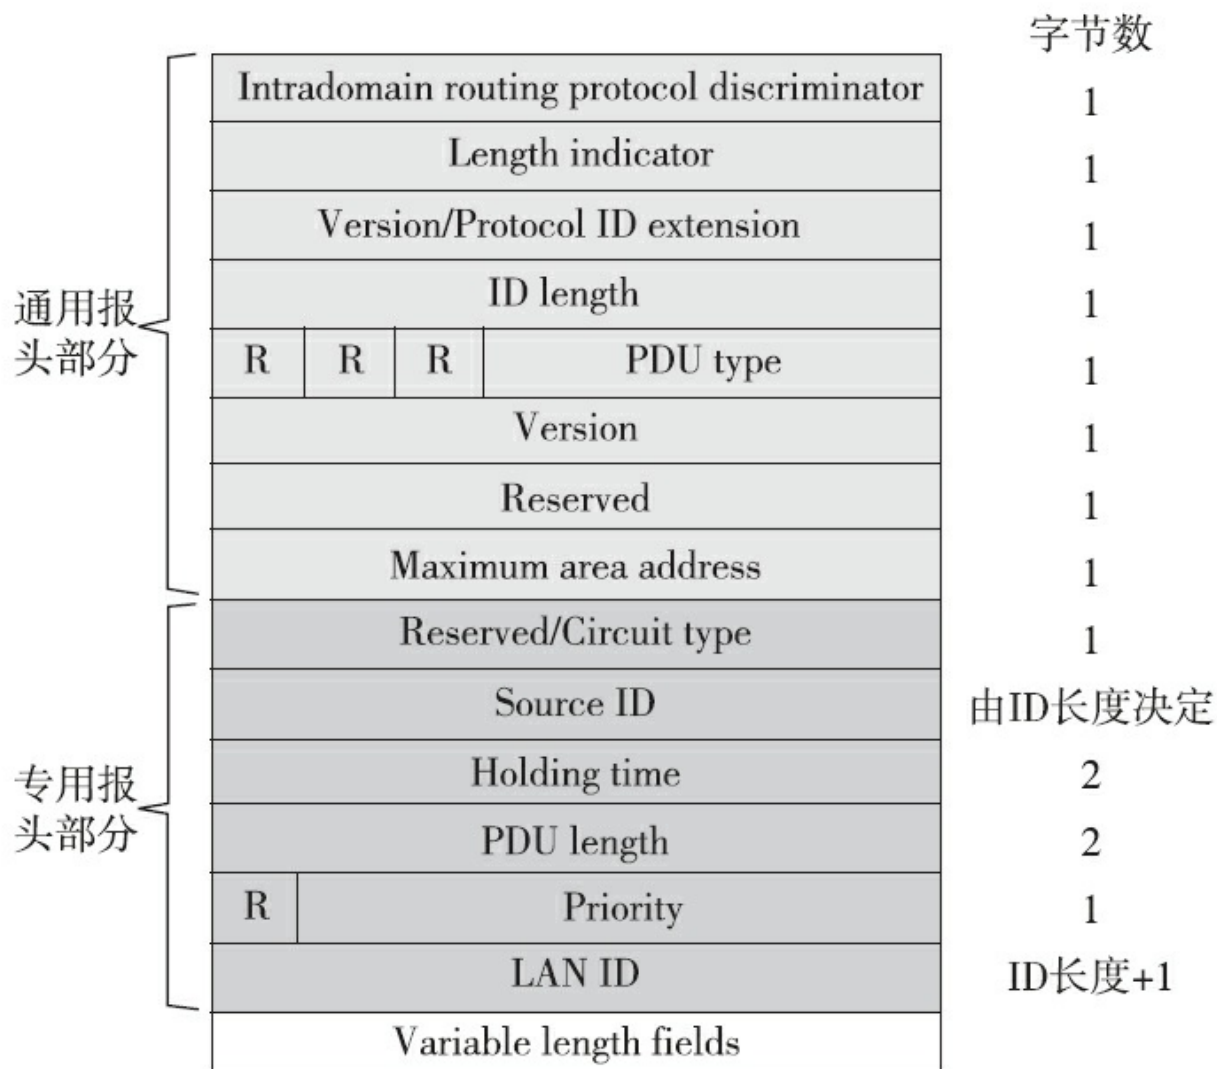 字节数
Intradomain routing protocol discriminator 1
Length indicator 1
Version/Protocol ID extension 1
ID length 1
通用报
头部分
R R R PDU type 1
Version 1
Reserved 1
Maximum area address 1
Reserved/Circuit type 1
Source ID 由ID长度决定
Holding time 2
专用报
头部分
PDU length 2
R Priority 1
LAN ID ID长度+1
Variable length fields